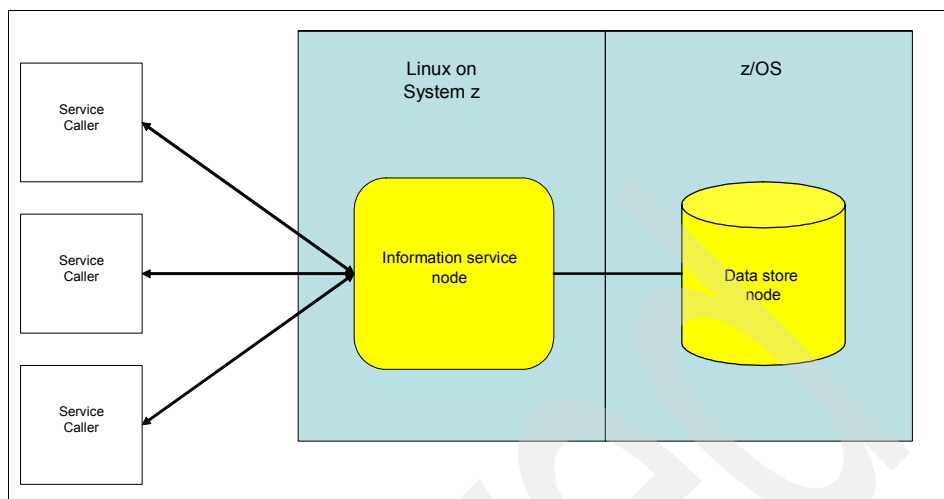 Linux on
System z
z/OS
Service
Caller
Service
Caller
Service
Caller
Information service
node
Data store
node